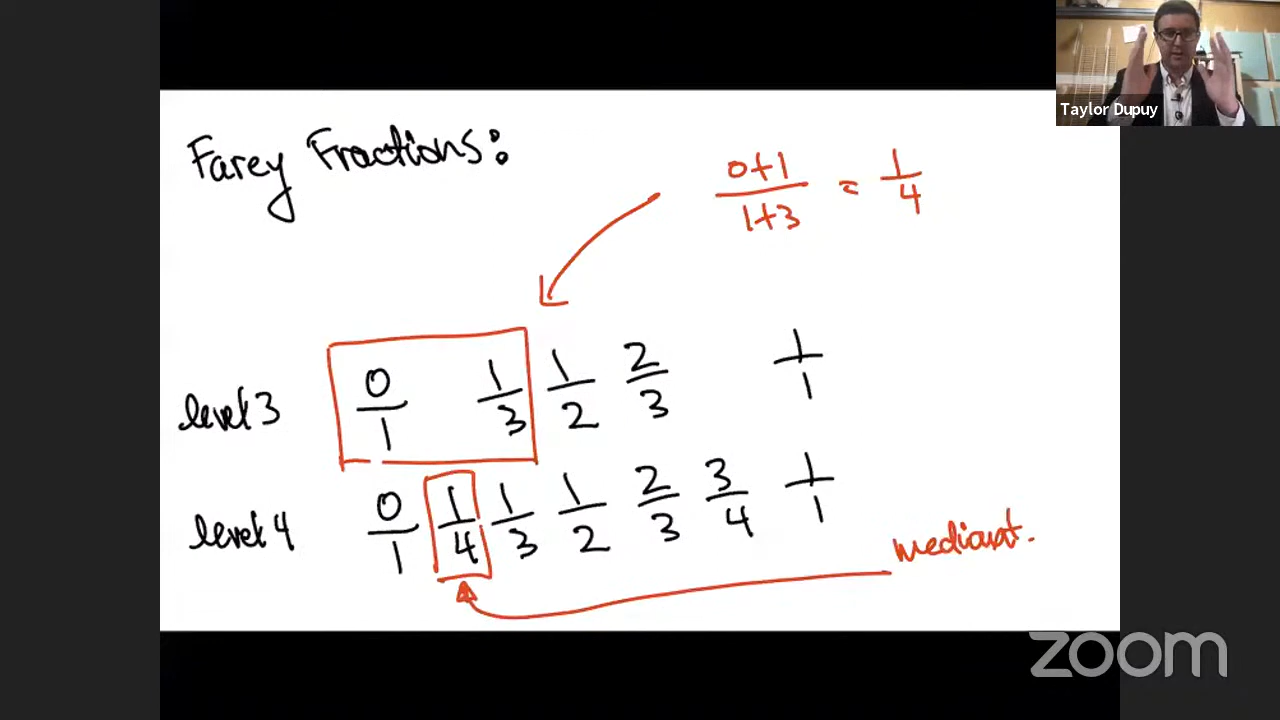 Taylor Dupuy
Farey Fractions:
0+1/1+3 = 1/4
level 3 0/1 1/3 1/2 2/3 1/1
level 4 0/1 1/4 1/3 1/2 2/3 3/4 1/1
mediant.
zoom